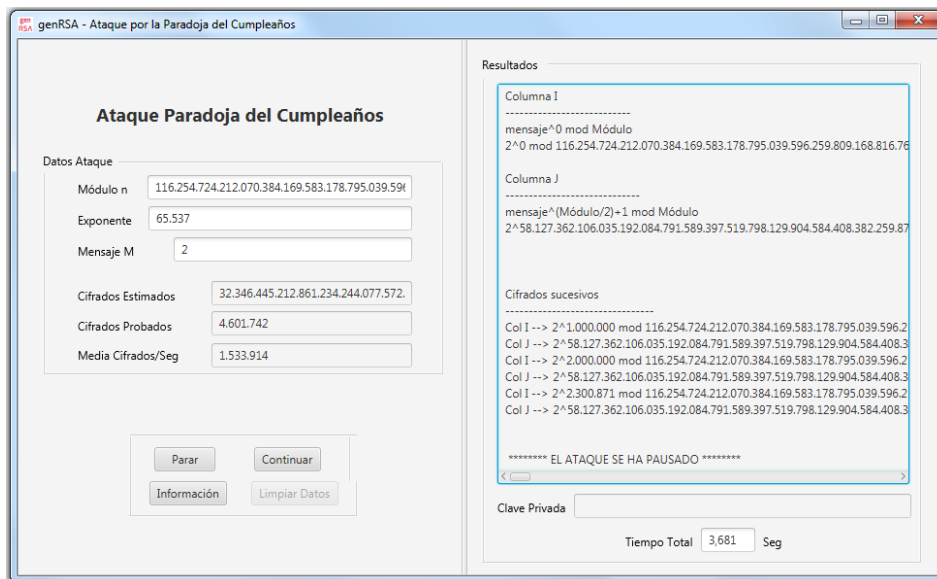 gen RSA genRSA - Ataque por la Paradoja del Cumpleaños
Ataque Paradoja del Cumpleaños
Datos Ataque
Módulo n 116.254.724.212.070.384.169.583.178.795.039.596
Exponente 65.537
Mensaje M 2
Cifrados Estimados 32.346.445.212.861.234.244.077.572.
Cifrados Probados 4.601.742
Media Cifrados/Seg 1.533.914
Parar Continuar
Información Limpiar Datos
Resultados
Columna I
---------------------------
mensaje^0 mod Módulo
2^0 mod 116.254.724.212.070.384.169.583.178.795.039.596.259.809.168.816.76
Columna J
-----------------------------
mensaje^(Módulo/2)+1 mod Módulo
2^58.127.362.106.035.192.084.791.589.397.519.798.129.904.584.408.382.259.87
Cifrados sucesivos
--------------------------------
Col I --> 2^1.000.000 mod 116.254.724.212.070.384.169.583.178.795.039.596.2
Col J --> 2^58.127.362.106.035.192.084.791.589.397.519.798.129.904.584.408.3
Col I --> 2^2.000.000 mod 116.254.724.212.070.384.169.583.178.795.039.596.2
Col J --> 2^58.127.362.106.035.192.084.791.589.397.519.798.129.904.584.408.3
Col I --> 2^2.300.871 mod 116.254.724.212.070.384.169.583.178.795.039.596.2
Col J --> 2^58.127.362.106.035.192.084.791.589.397.519.798.129.904.584.408.3
******** EL ATAQUE SE HA PAUSADO ********
Clave Privada
Tiempo Total 3,681 Seg